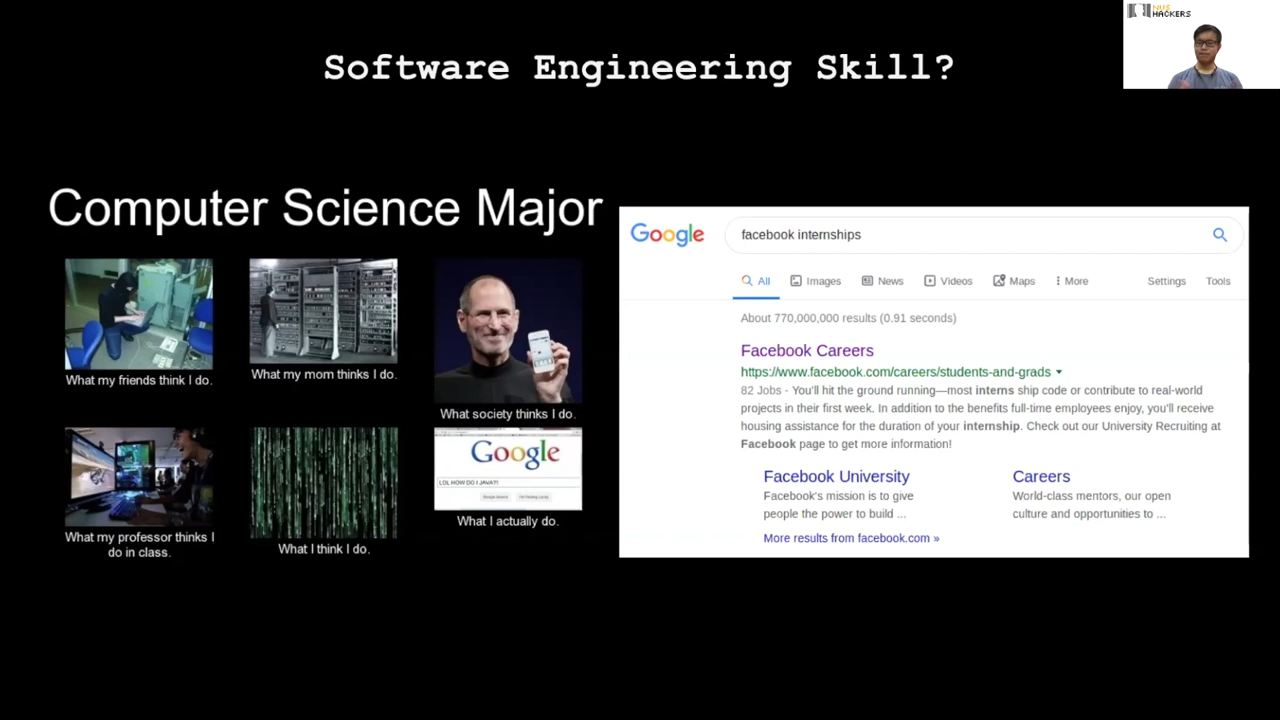 NUS
HACKERS
Software Engineering Skill?
Computer Science Major
What my friends think I do.
What my mom thinks I do.
What society thinks I do.
Google
LOL HOW DO I JAVA?!
What my professor thinks I
do in class.
What I think I do.
What I actually do.
Google
facebook internships
All
Images
News
Videos
Maps
More
Settings
Tools
About 770,000,000 results (0.91 seconds)
Facebook Careers
https://www.facebook.com/careers/students-and-grads
82 Jobs - You'll hit the ground running—most interns ship code or contribute to real-world
projects in their first week. In addition to the benefits full-time employees enjoy, you'll receive
housing assistance for the duration of your internship. Check out our University Recruiting at
Facebook page to get more information!
Facebook University
Facebook's mission is to give
people the power to build ...
Careers
World-class mentors, our open
culture and opportunities to ...
More results from facebook.com »